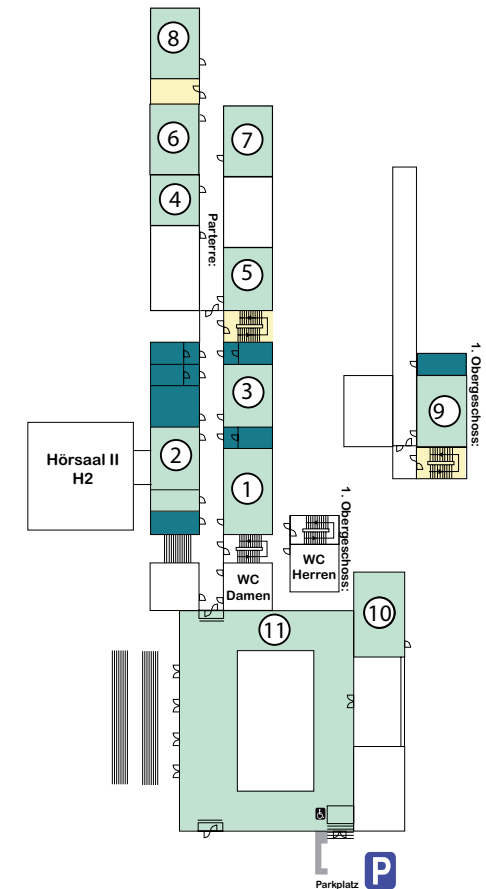 8
6
7
4
Parterre:
5
3
1. Obergeschoss:
9
2
Hörsaal II
H2
1
1. Obergeschoss:
WC
Herren
WC
Damen
10
11
Parkplatz
P